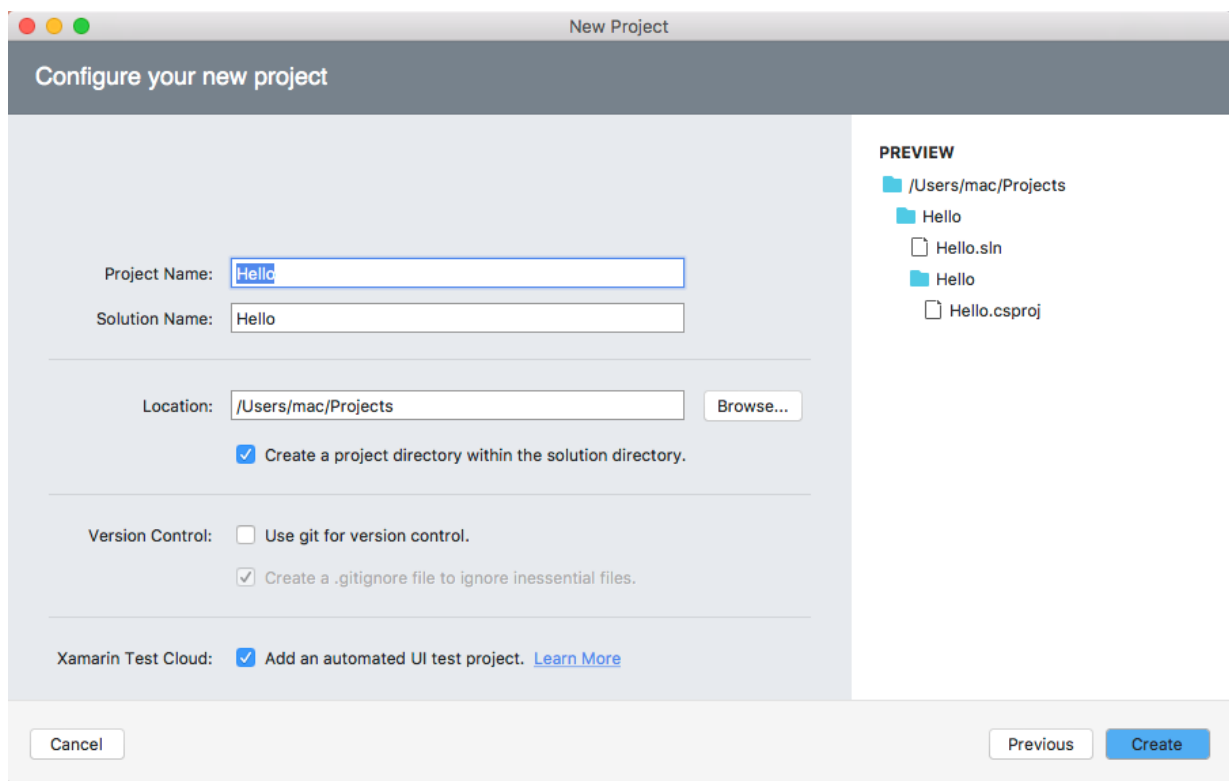 New Project
Configure your new project
Project Name: Hello
Solution Name: Hello
Location: /Users/mac/Projects Browse...
Create a project directory within the solution directory.
Version Control: Use git for version control.
Create a .gitignore file to ignore inessential files.
Xamarin Test Cloud: Add an automated UI test project. Learn More
PREVIEW
/Users/mac/Projects
Hello
Hello.sln
Hello
Hello.csproj
Cancel Previous Create